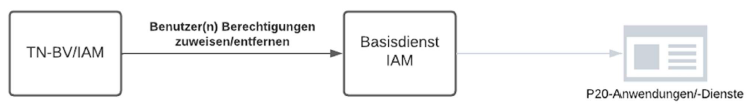 Benutzer(n) Berechtigungen
zuweisen/entfernen
TN-BV/IAM
Basisdienst
IAM
P20-Anwendungen/-Dienste